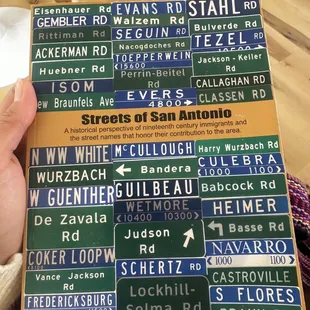 Eisenhauer Rd
GEMBLER RD
Rittiman Rd
ACKERMAN RD
Huebner Rd
ISOM
ew Braunfels Ave
EVANS RD
Walzem Rd
SEGUIN RD
Nacogdoches Rd
TOEPPERWEIN
15600
Perrin-Beitel
Rd
EVERS
4800
STAHL RD
Bulverde Rd
TEZEL RD
10500
Jackson - Keller
Rd
CALLAGHAN RD
CLASSEN RD
Streets of San Antonio
A historical perspective of nineteenth century immigrants and
the street names that honor their contribution to the area.
N WW WHITE
WURZBACH
W GUENTHER
De Zavala
Rd
COKER LOOP W
Vance Jackson
Rd
FREDERICKSBURG
McCULLOUGH
Bandera
GUILBEAU
WETMORE
10400 10300
Judson
Rd
SCHERTZ RD
Lockhill-
Selma Rd
Harry Wurzbach Rd
CULEBRA
1000 1100
Babcock Rd
HEIMER
Basse Rd
NAVARRO
1000 1100
CASTROVILLE
S FLORES
FRANZ